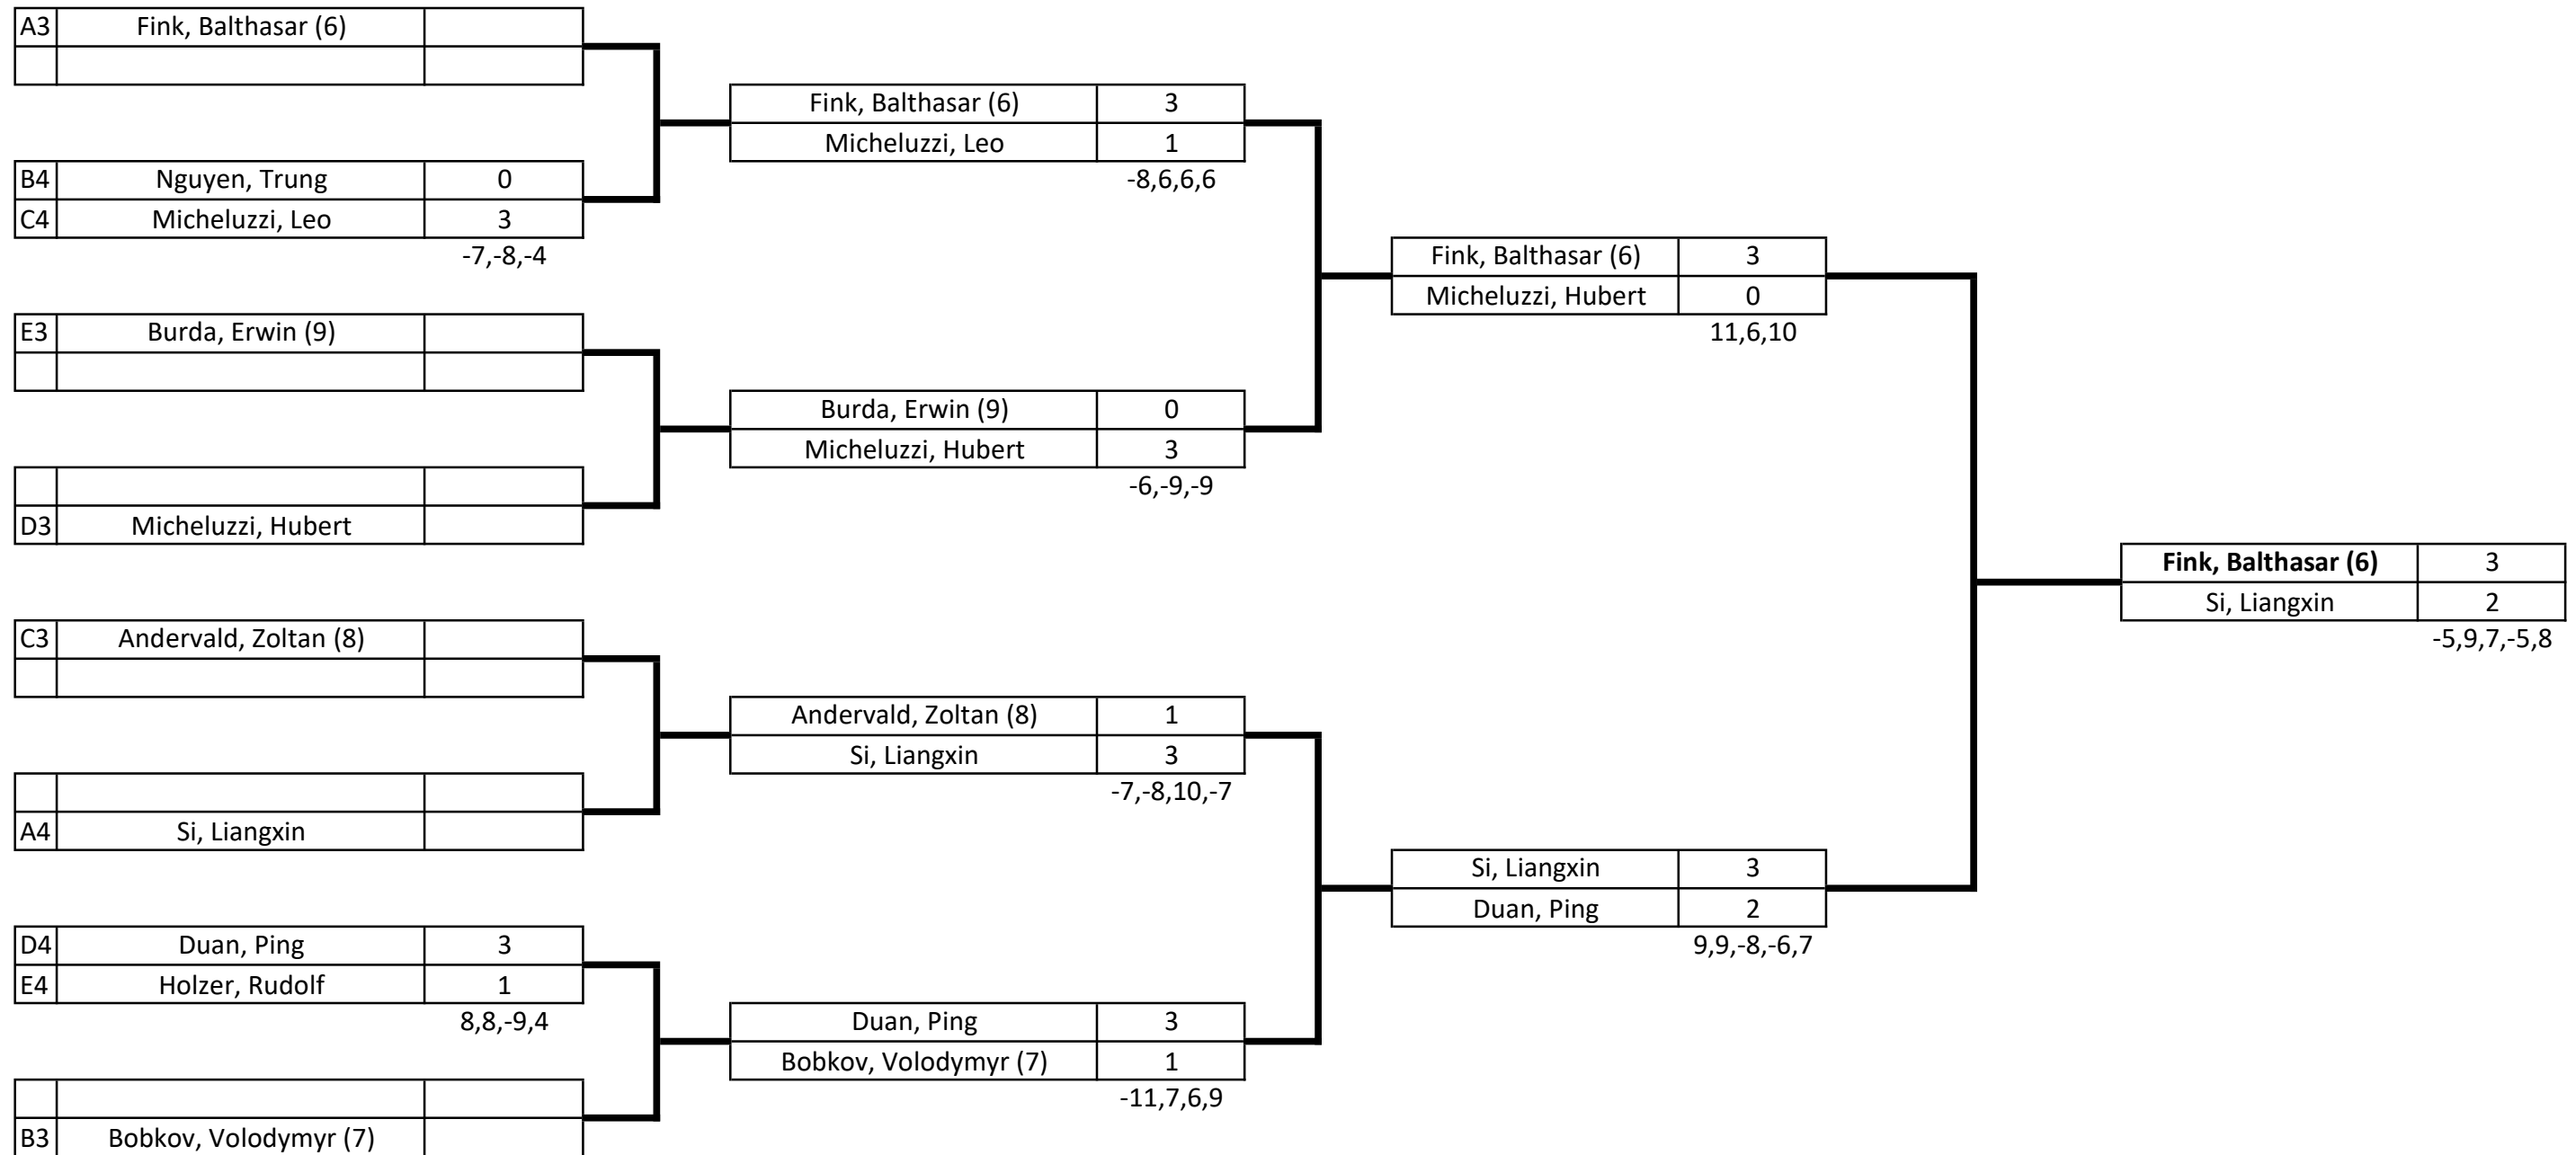 A3 Fink, Balthasar (6)
B4 Nguyen, Trung 0
C4 Micheluzzi, Leo 3
-7,-8,-4
E3 Burda, Erwin (9)
D3 Micheluzzi, Hubert
C3 Andervald, Zoltan (8)
A4 Si, Liangxin
D4 Duan, Ping 3
E4 Holzer, Rudolf 1
8,8,-9,4
B3 Bobkov, Volodymyr (7)
Fink, Balthasar (6) 3
Micheluzzi, Leo 1
-8,6,6,6
Burda, Erwin (9) 0
Micheluzzi, Hubert 3
-6,-9,-9
Andervald, Zoltan (8) 1
Si, Liangxin 3
-7,-8,10,-7
Duan, Ping 3
Bobkov, Volodymyr (7) 1
-11,7,6,9
Fink, Balthasar (6) 3
Micheluzzi, Hubert 0
11,6,10
Si, Liangxin 3
Duan, Ping 2
9,9,-8,-6,7
Fink, Balthasar (6) 3
Si, Liangxin 2
-5,9,7,-5,8